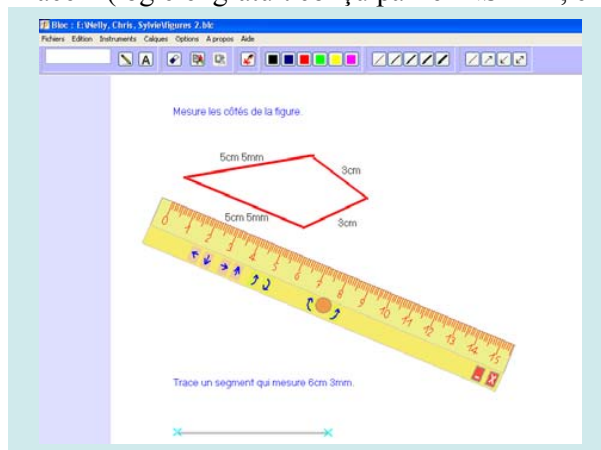 Bloc : E:\Nelly, Chris, Sylvie\figures 2.blc
Fichiers Edition Instruments Calques Options A propos Aide
A
Mesure les côtés de la figure.
5cm 5mm
3cm
5cm 5mm
3cm
0 1 2 3 4 5 6 7 8 9 10 11 12 13 14 15
Trace un segment qui mesure 6cm 3mm.